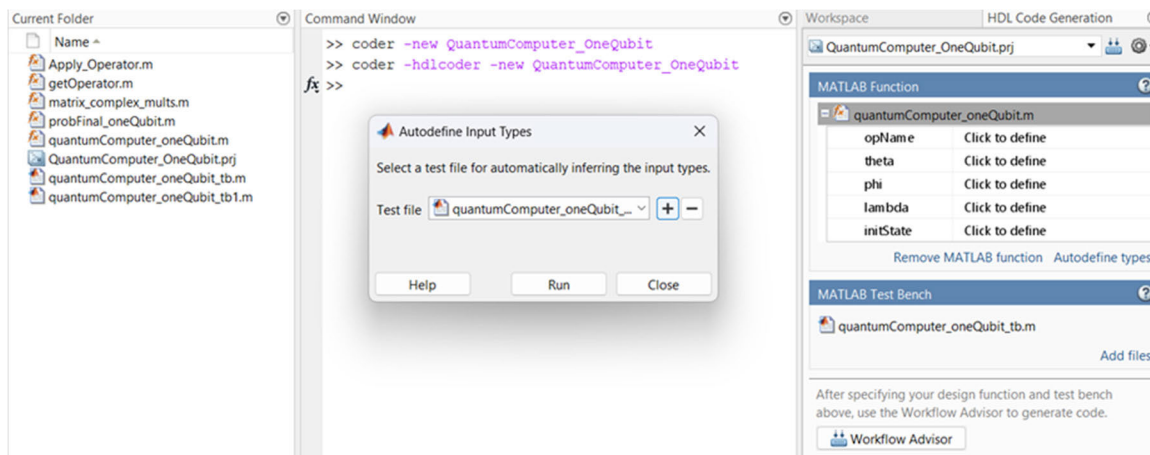 Current Folder
Name
Apply_Operator.m
getOperator.m
matrix_complex_mults.m
probFinal_oneQubit.m
quantumComputer_oneQubit.m
QuantumComputer_OneQubit.prj
quantumComputer_oneQubit_tb.m
quantumComputer_oneQubit_tb1.m
Command Window
>> coder -new QuantumComputer_OneQubit
>> coder -hdlcoder -new QuantumComputer_OneQubit
fx >>
Autodefine Input Types
Select a test file for automatically inferring the input types.
Test file quantumComputer_oneQubit_...
Help Run Close
Workspace HDL Code Generation
QuantumComputer_OneQubit.prj
MATLAB Function
quantumComputer_oneQubit.m
opName Click to define
theta Click to define
phi Click to define
lambda Click to define
initState Click to define
Remove MATLAB function Autodefine types
MATLAB Test Bench
quantumComputer_oneQubit_tb.m
Add files
After specifying your design function and test bench
above, use the Workflow Advisor to generate code.
Workflow Advisor